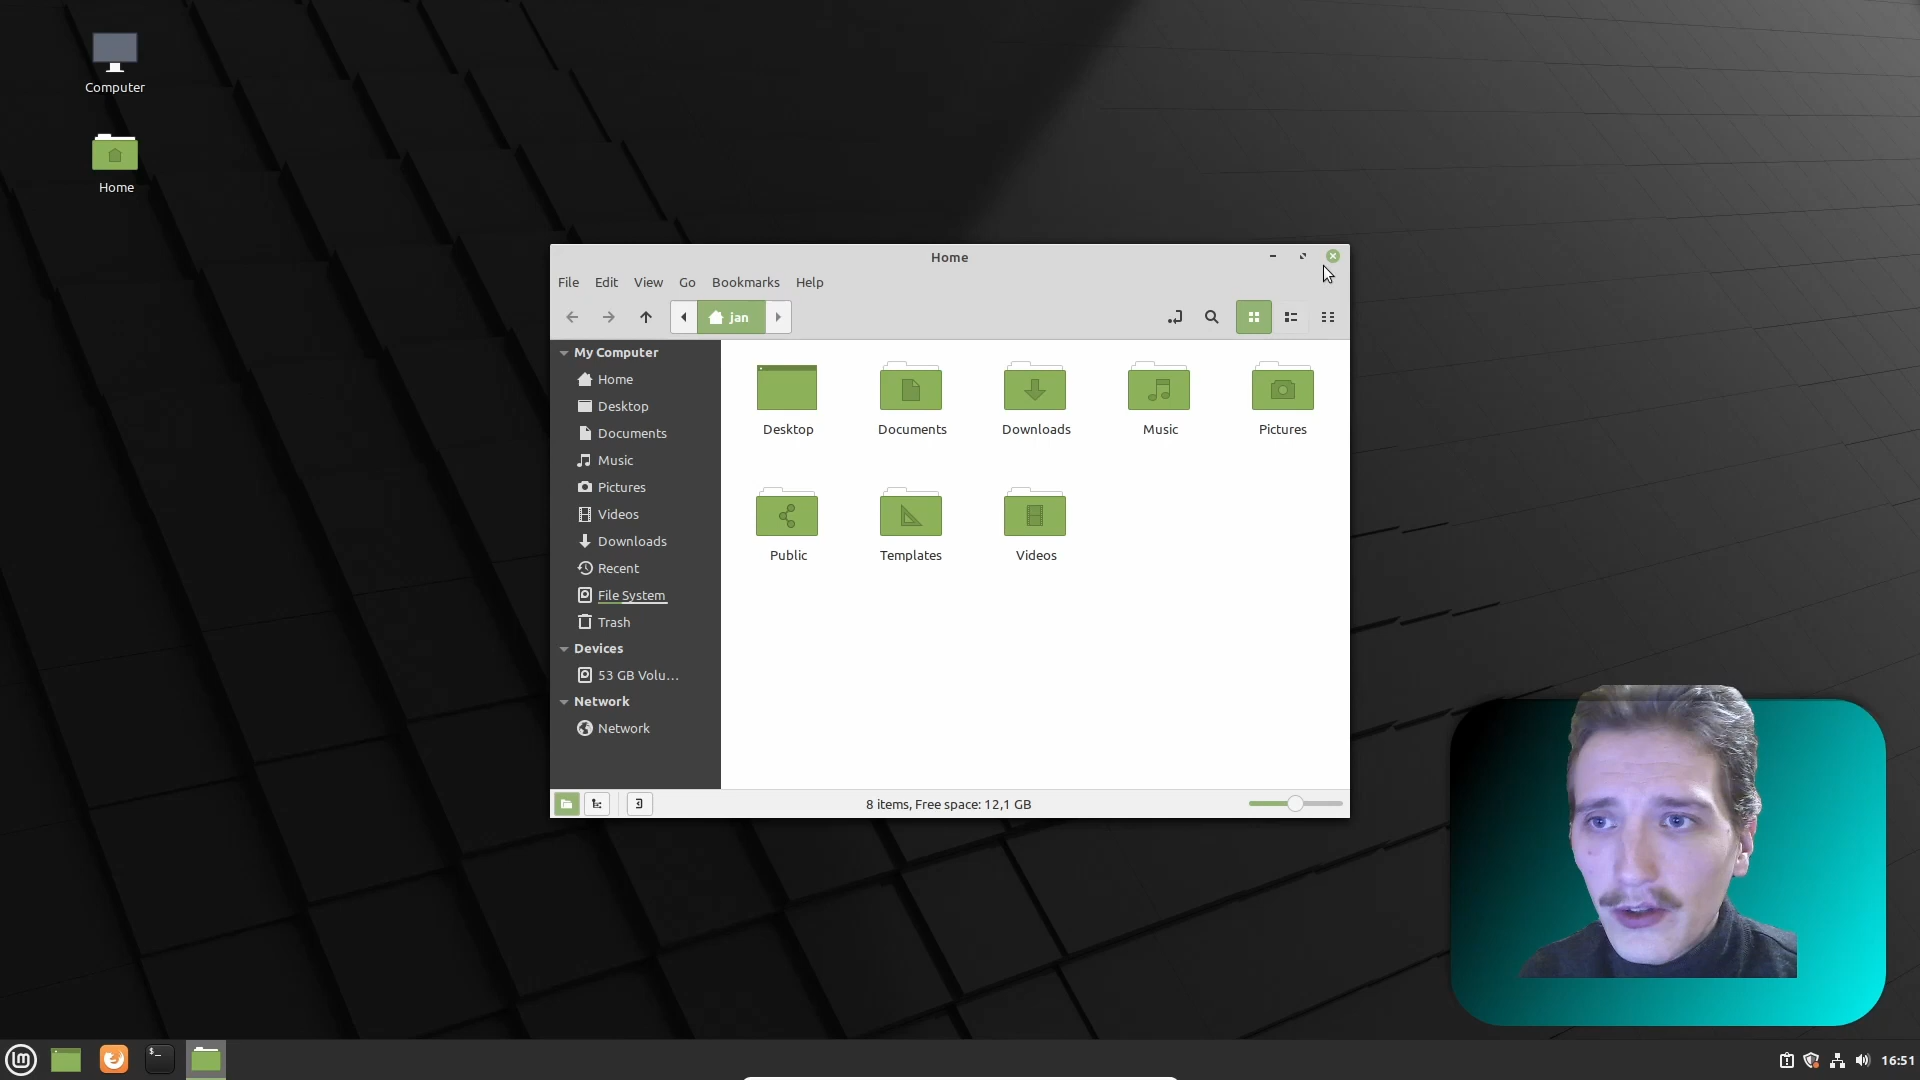 Computer
Home
Home
File Edit View Go Bookmarks Help
jan
My Computer
Home
Desktop
Documents
Music
Pictures
Videos
Downloads
Recent
File System
Trash
Devices
53 GB Volu...
Network
Network
Desktop Documents Downloads Music Pictures
Public Templates Videos
8 items, Free space: 12,1 GB
lm
$_
16:51